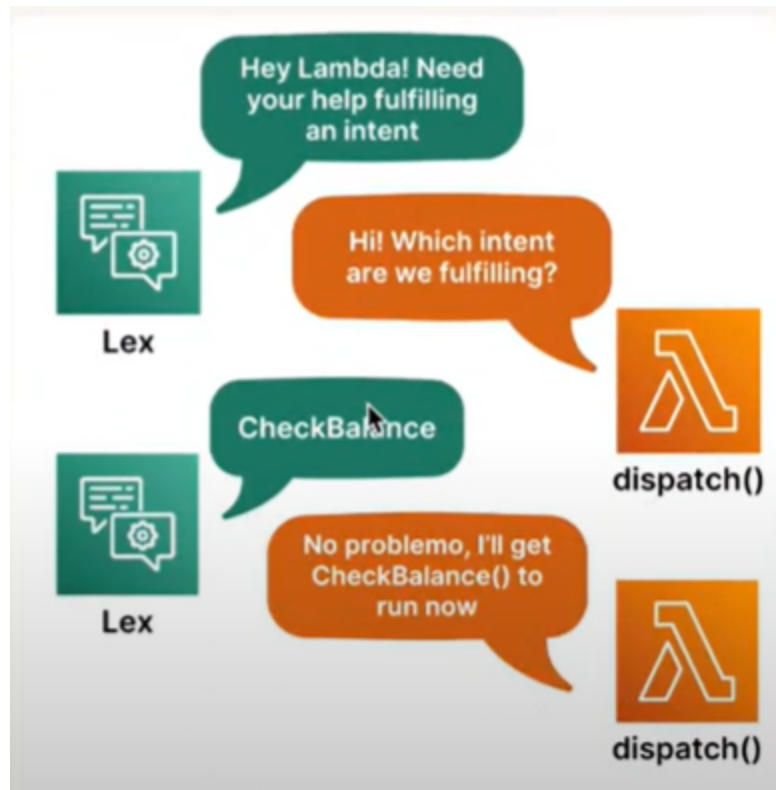 Hey Lambda! Need
your help fulfilling
an intent
Hi! Which intent
are we fulfilling?
Lex
CheckBalance
dispatch()
No problemo, I'll get
CheckBalance() to
run now
Lex
dispatch()